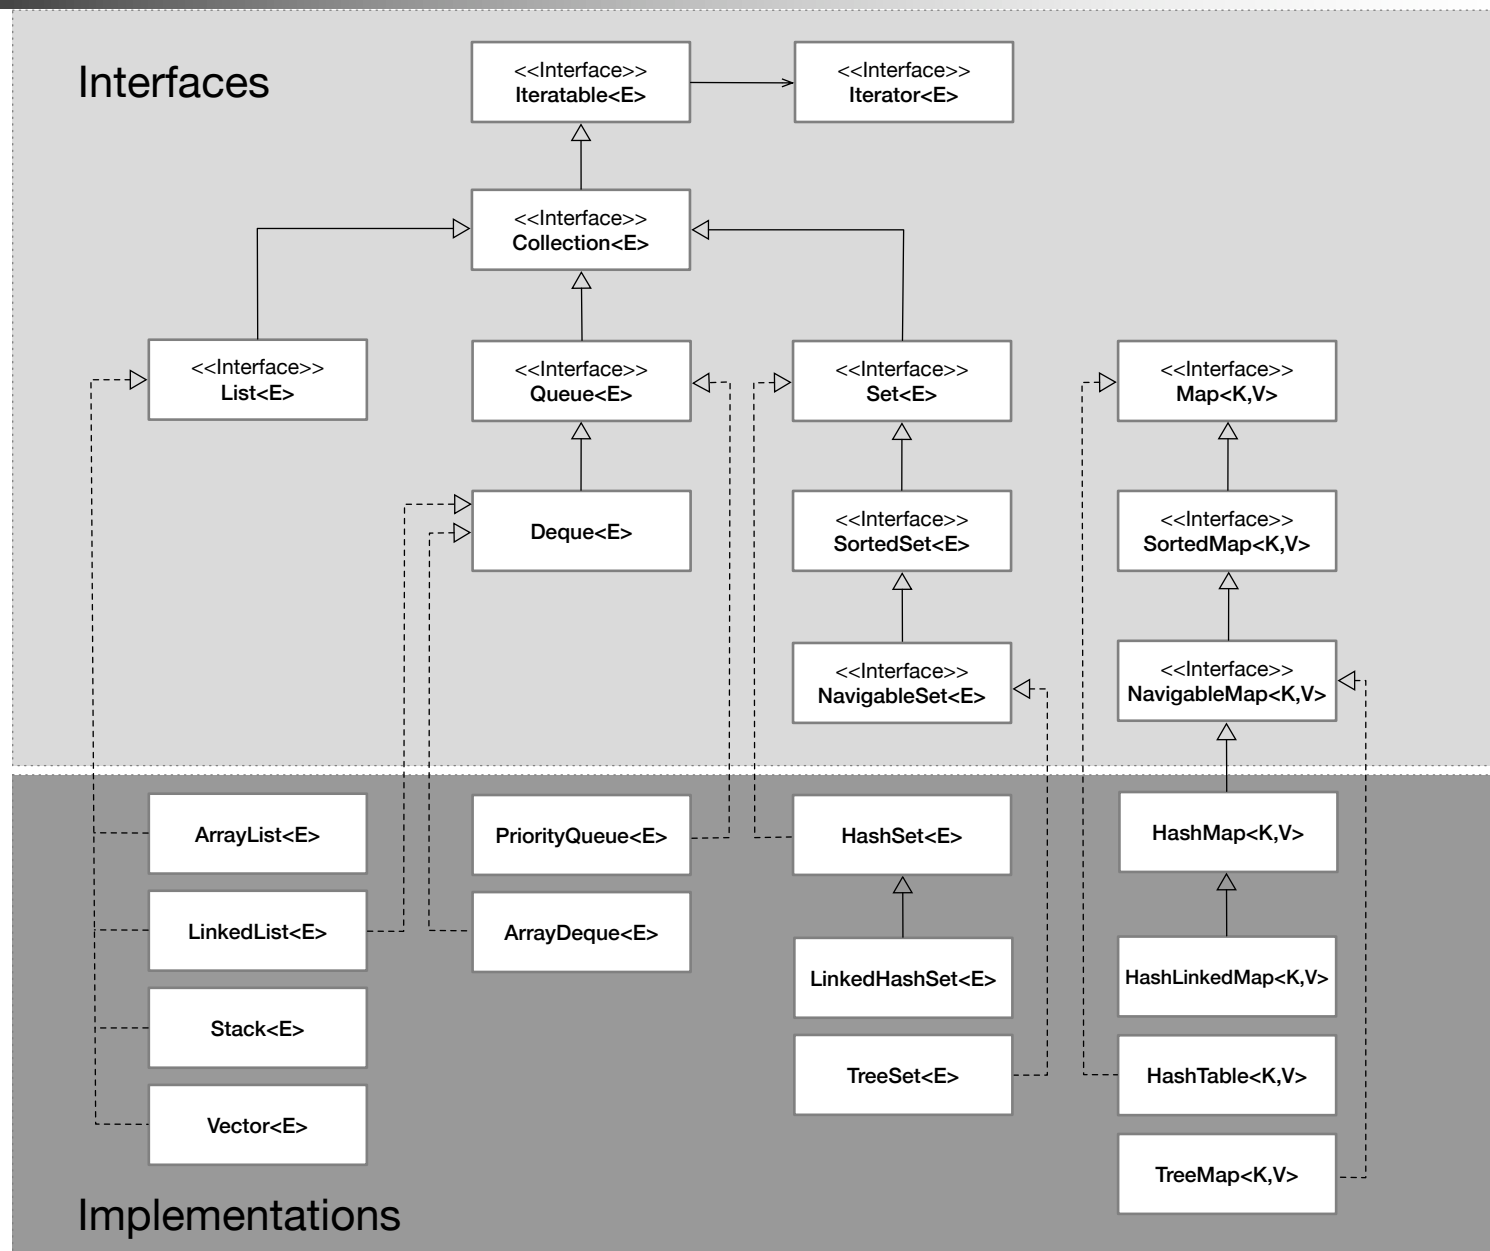 Interfaces
<<Interface>>
Iteratable<E>
<<Interface>>
Iterator<E>
<<Interface>>
Collection<E>
<<Interface>>
List<E>
<<Interface>>
Queue<E>
<<Interface>>
Set<E>
<<Interface>>
Map<K,V>
Deque<E>
<<Interface>>
SortedSet<E>
<<Interface>>
SortedMap<K,V>
<<Interface>>
NavigableSet<E>
<<Interface>>
NavigableMap<K,V>
ArrayList<E>
PriorityQueue<E>
HashSet<E>
HashMap<K,V>
LinkedList<E>
ArrayDeque<E>
LinkedHashSet<E>
HashLinkedMap<K,V>
Stack<E>
TreeSet<E>
HashTable<K,V>
Vector<E>
TreeMap<K,V>
Implementations